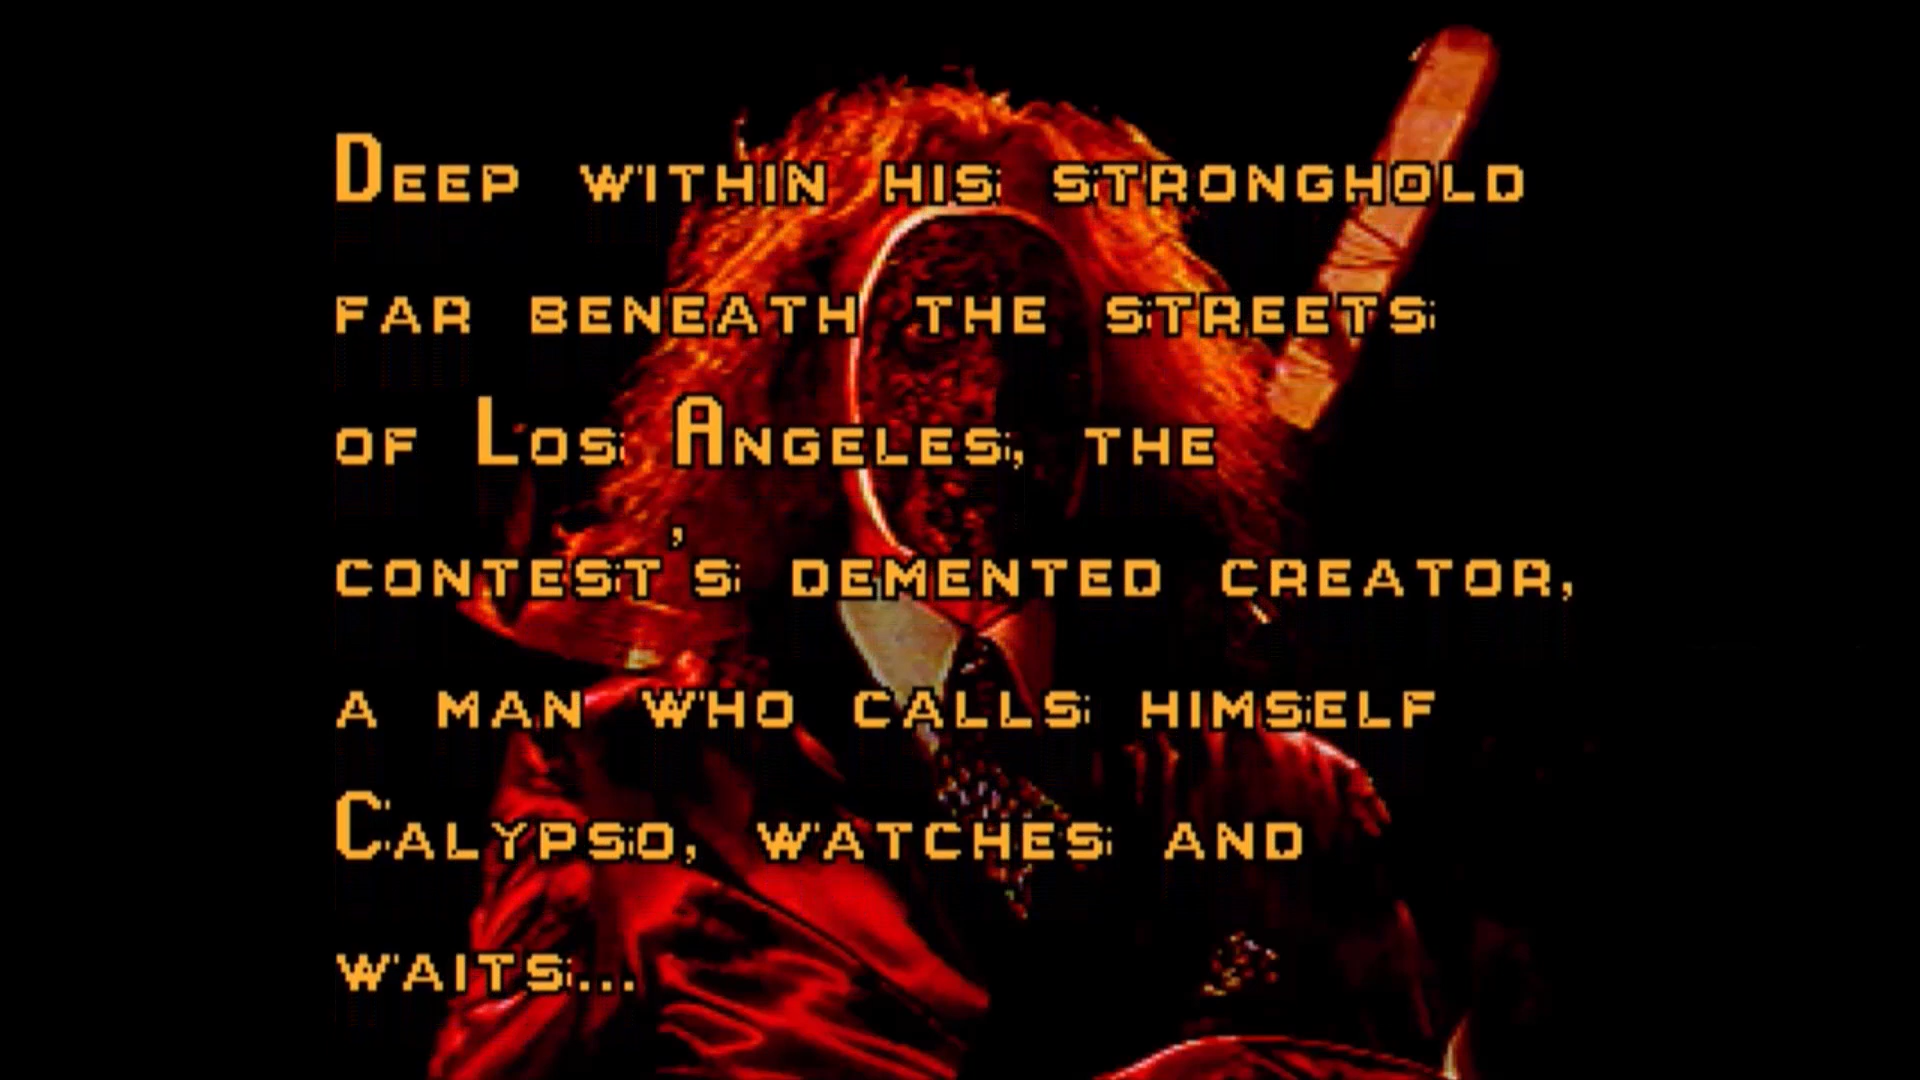 Deep within his stronghold
far beneath the streets
of Los Angeles, the
contest's demented creator,
a man who calls himself
Calypso, watches and
waits...